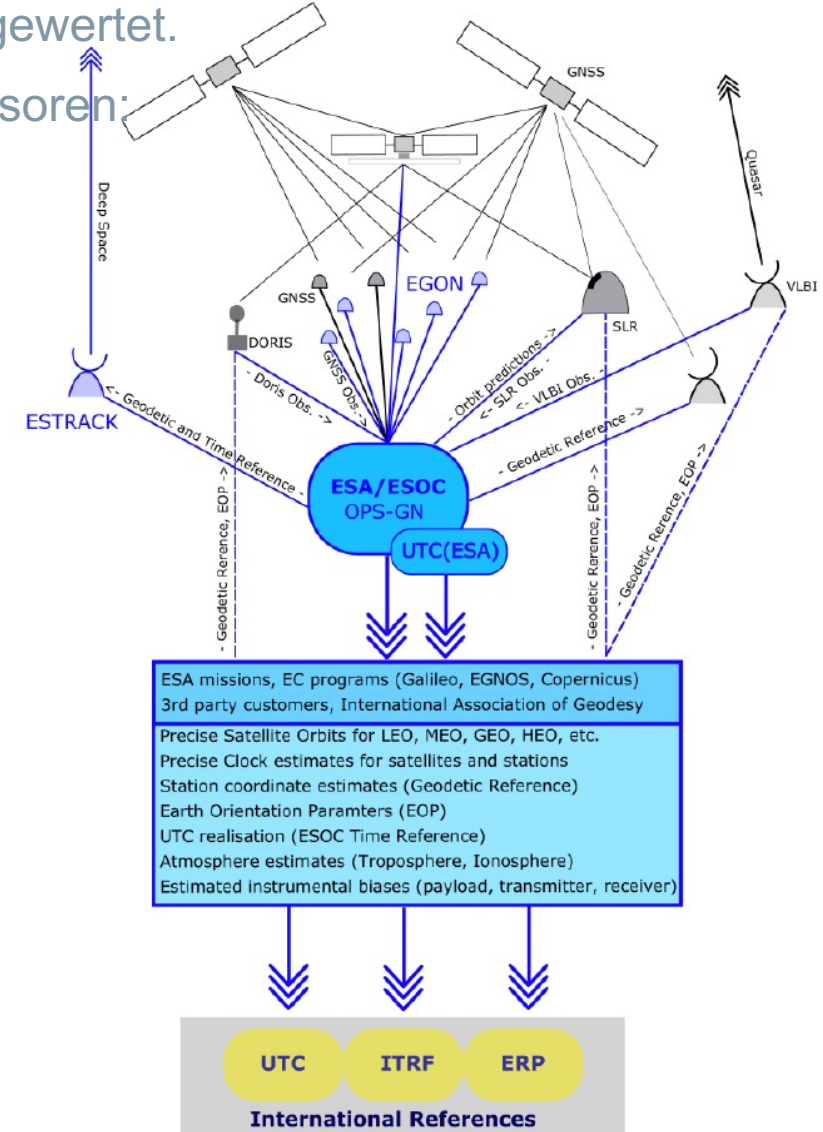 gewertet.
soren:
GNSS
Deep Space
Quasar
EGON
GNSS
VLBI
DORIS
SLR
ESTRACK
- Doris Obs. ->
GNSS Obs.->
- Orbit predictions ->
<- SLR Obs. -
<- VLBi Obs. -
<- Geodetic and Time Reference -
- Geodetic Reference ->
ESA/ESOC
OPS-GN
UTC(ESA)
- Geodetic Rerence, EOP ->
- Geodetic Rerence, EOP ->
- Geodetic Rerence, EOP ->
ESA missions, EC programs (Galileo, EGNOS, Copernicus)
3rd party customers, International Association of Geodesy
Precise Satellite Orbits for LEO, MEO, GEO, HEO, etc.
Precise Clock estimates for satellites and stations
Station coordinate estimates (Geodetic Reference)
Earth Orientation Paramters (EOP)
UTC realisation (ESOC Time Reference)
Atmosphere estimates (Troposphere, Ionosphere)
Estimated instrumental biases (payload, transmitter, receiver)
UTC ITRF ERP
International References